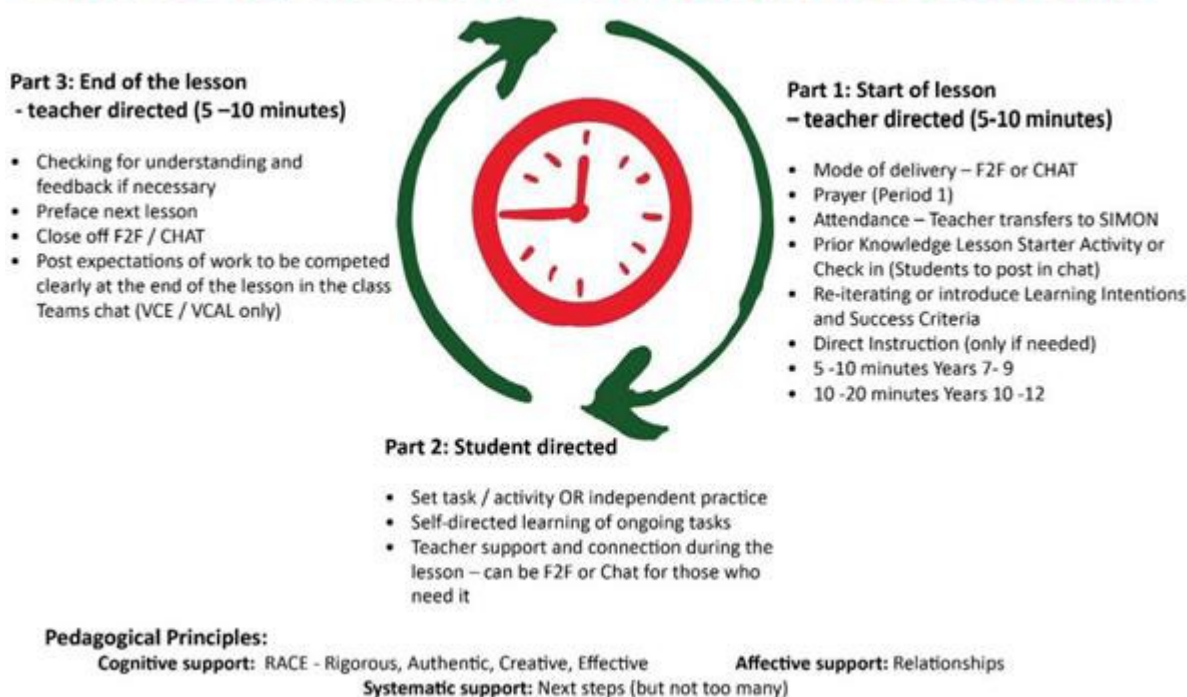 Part 1: Start of lesson
– teacher directed (5-10 minutes)
• Mode of delivery – F2F or CHAT
• Prayer (Period 1)
• Attendance – Teacher transfers to SIMON
• Prior Knowledge Lesson Starter Activity or
Check in (Students to post in chat)
• Re-iterating or introduce Learning Intentions
and Success Criteria
• Direct Instruction (only if needed)
• 5 -10 minutes Years 7- 9
• 10 -20 minutes Years 10 -12
Part 2: Student directed
• Set task / activity OR independent practice
• Self-directed learning of ongoing tasks
• Teacher support and connection during the
lesson – can be F2F or Chat for those who
need it
Part 3: End of the lesson
- teacher directed (5 –10 minutes)
• Checking for understanding and
feedback if necessary
• Preface next lesson
• Close off F2F / CHAT
• Post expectations of work to be competed
clearly at the end of the lesson in the class
Teams chat (VCE / VCAL only)
Pedagogical Principles:
Cognitive support: RACE - Rigorous, Authentic, Creative, Effective Affective support: Relationships
Systematic support: Next steps (but not too many)